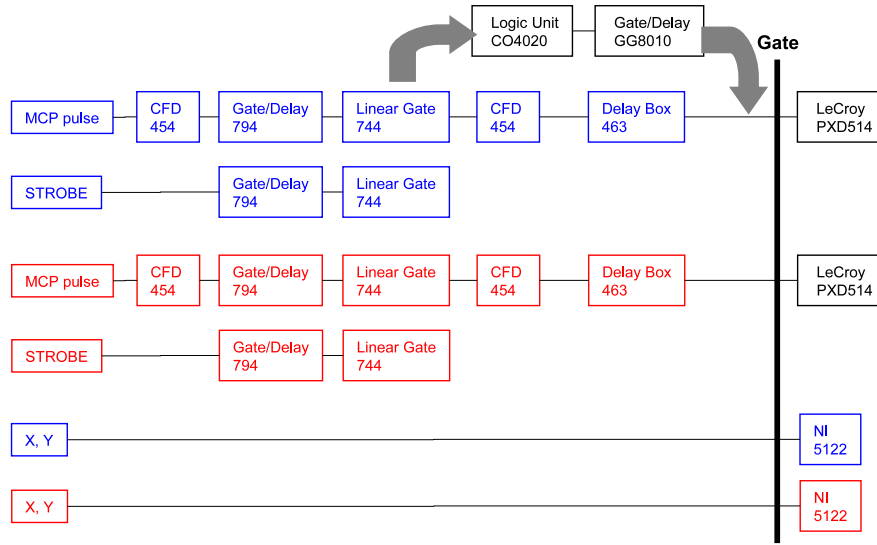 Logic Unit
CO4020
Gate/Delay
GG8010
Gate
MCP pulse
CFD
454
Gate/Delay
794
Linear Gate
744
CFD
454
Delay Box
463
LeCroy
PXD514
STROBE
Gate/Delay
794
Linear Gate
744
MCP pulse
CFD
454
Gate/Delay
794
Linear Gate
744
CFD
454
Delay Box
463
LeCroy
PXD514
STROBE
Gate/Delay
794
Linear Gate
744
X, Y
NI
5122
X, Y
NI
5122